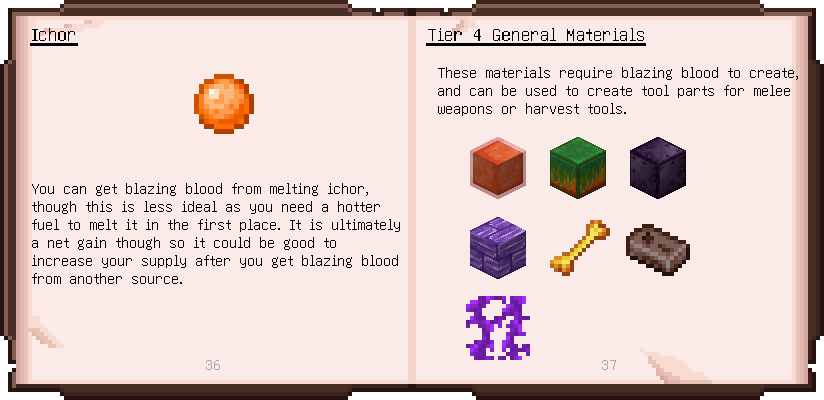 Ichor
You can get blazing blood from melting ichor,
though this is less ideal as you need a hotter
fuel to melt it in the first place. It is ultimately
a net gain though so it could be good to
increase your supply after you get blazing blood
from another source.
36
Tier 4 General Materials
These materials require blazing blood to create,
and can be used to create tool parts for melee
weapons or harvest tools.
37